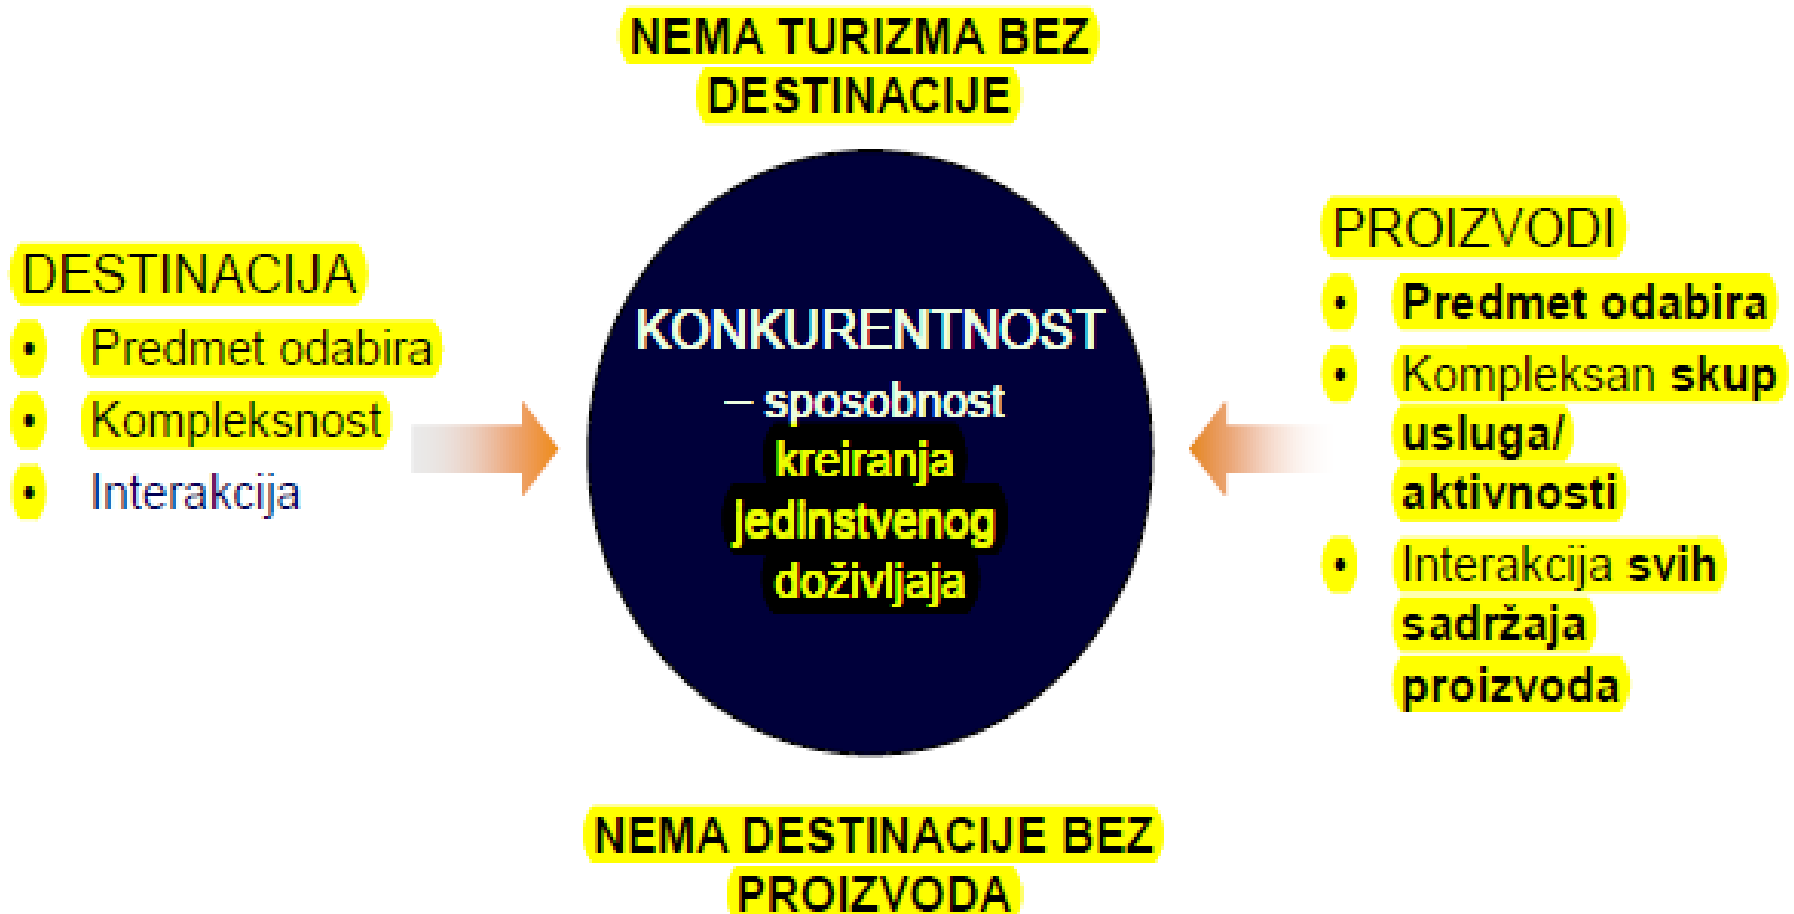 NEMA TURIZMA BEZ
DESTINACIJE
DESTINACIJA
• Predmet odabira
• Kompleksnost
• Interakcija
KONKURENTNOST
– sposobnost
kreiranja
jedinstvenog
doživljaja
PROIZVODI
• Predmet odabira
• Kompleksan skup
usluga/
aktivnosti
• Interakcija svih
sadržaja
proizvoda
NEMA DESTINACIJE BEZ
PROIZVODA